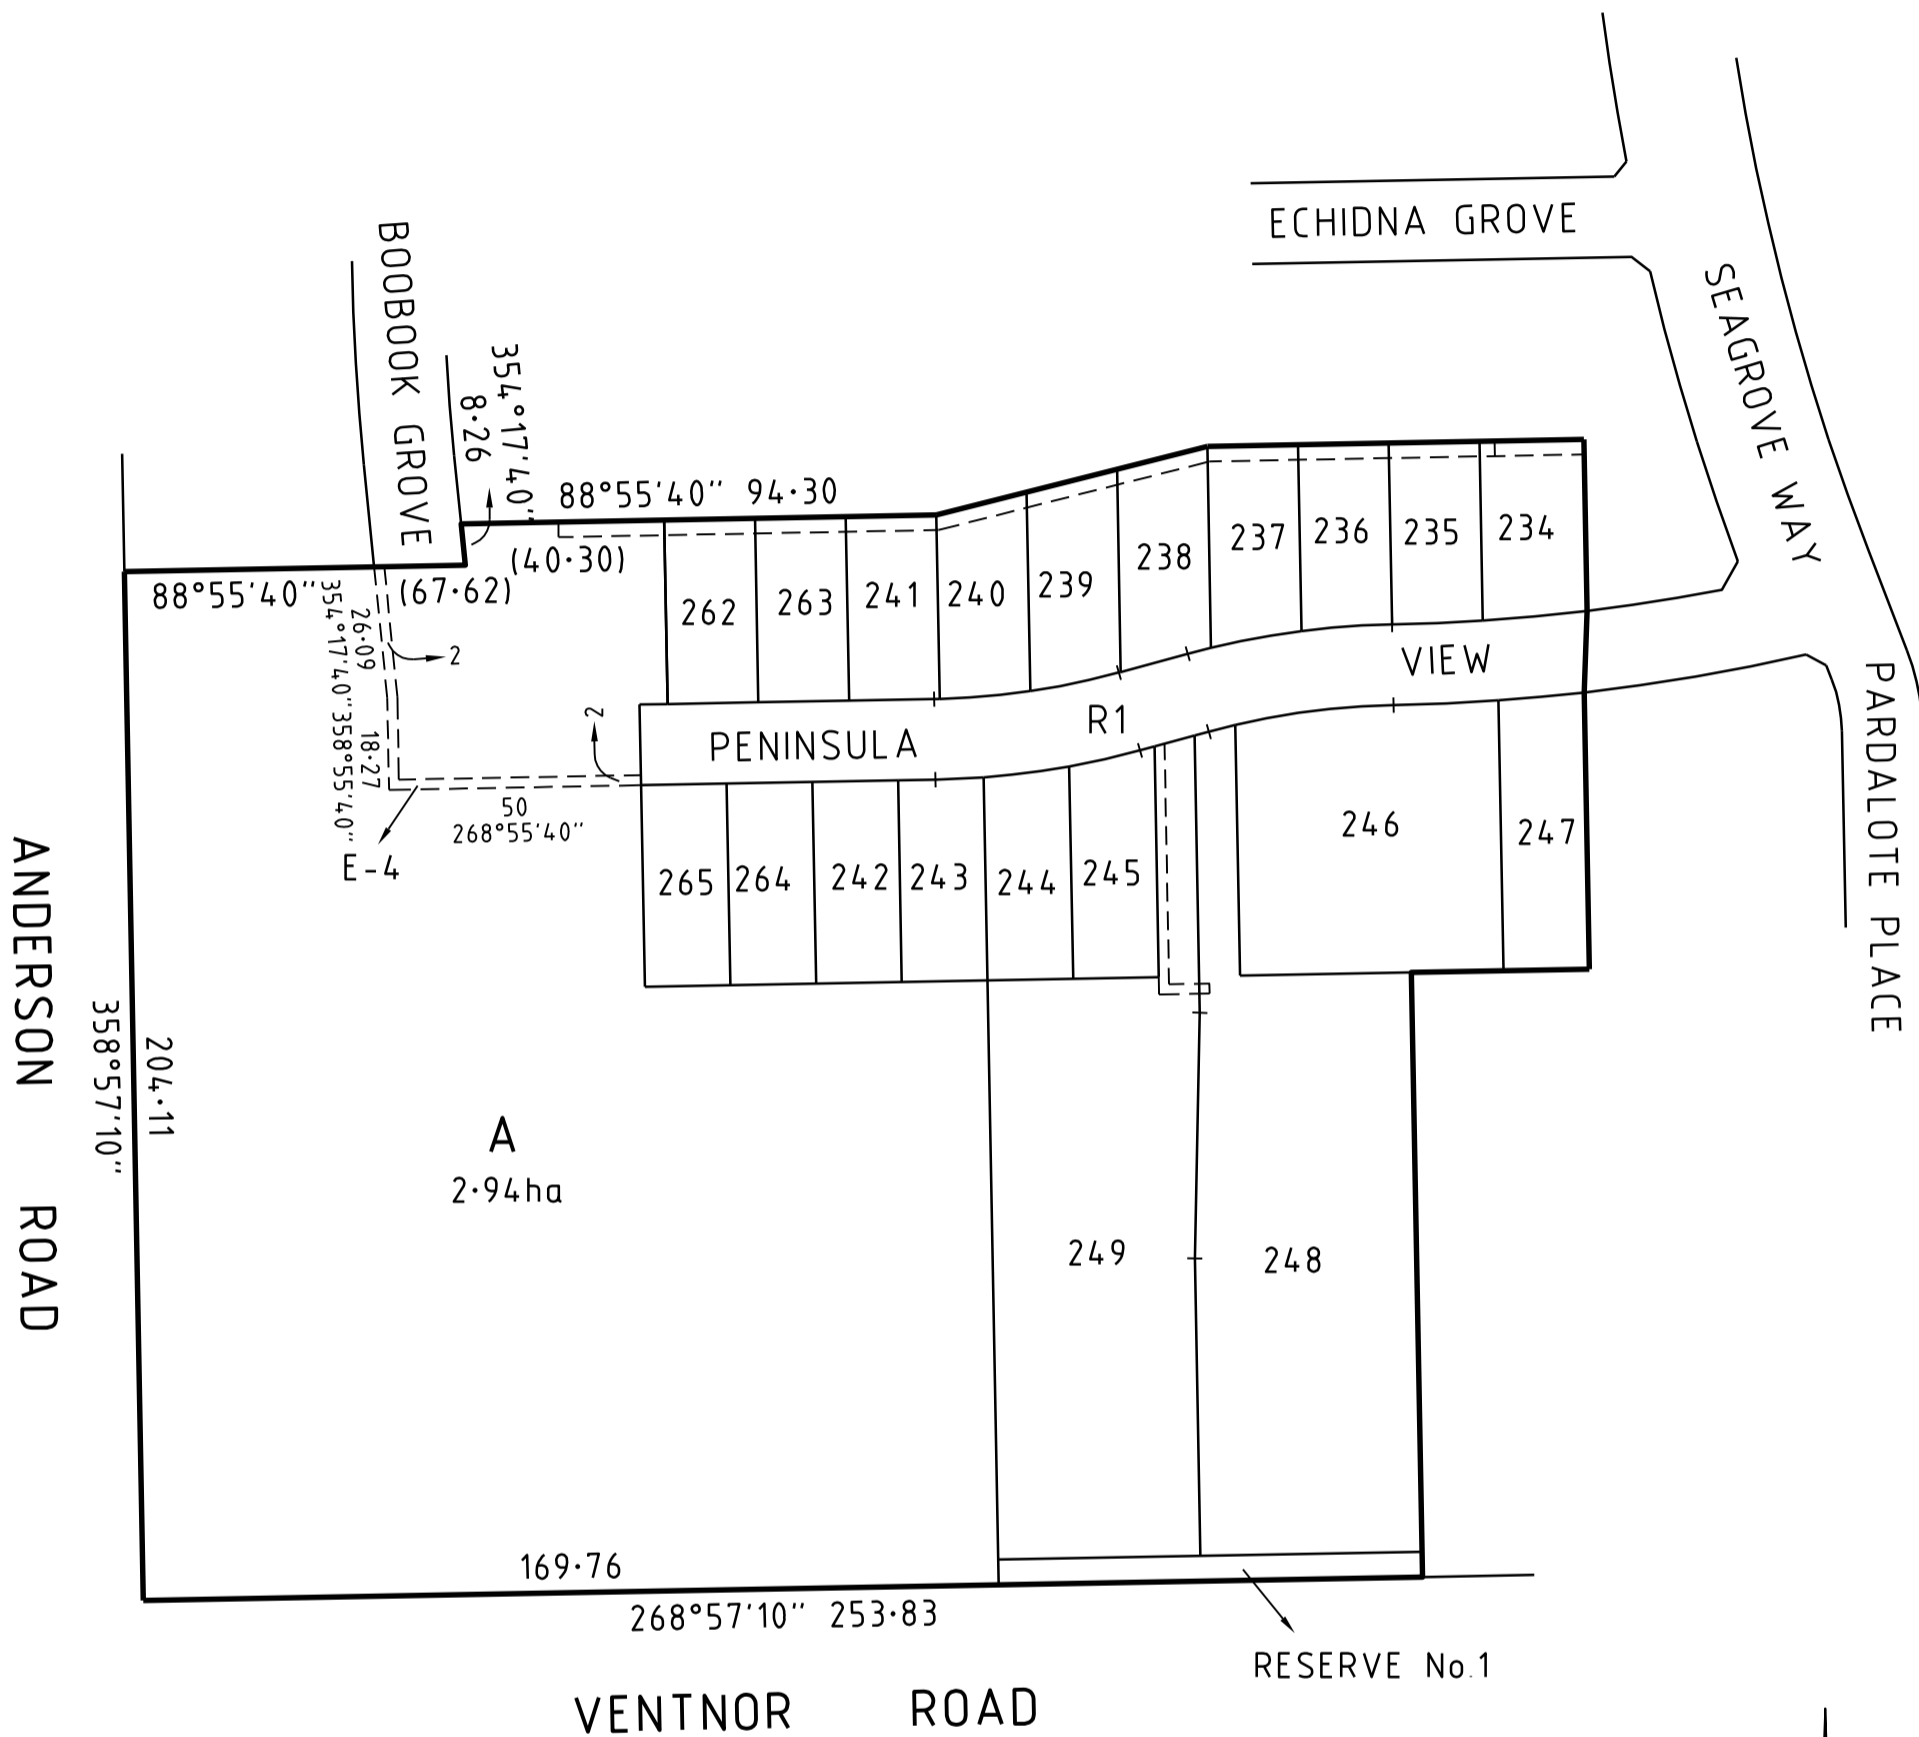 ECHIDNA GROVE
SEAGROVE WAY
BOOBOOK GROVE
354°17'40"
8·26
88°55'40" 94·30
(40·30)
88°55'40"
(67·62)
262
263
241
240
239
238
237
236
235
234
354°17'40"
26·09
2
358°55'40"
18·27
2
50
268°55'40"
E-4
PENINSULA
R1
VIEW
PARDALOTE PLACE
265
264
242
243
244
245
246
247
ANDERSON ROAD
358°57'10"
204·11
A
2·94ha
249
248
169·76
268°57'10" 253·83
RESERVE No.1
VENTNOR ROAD